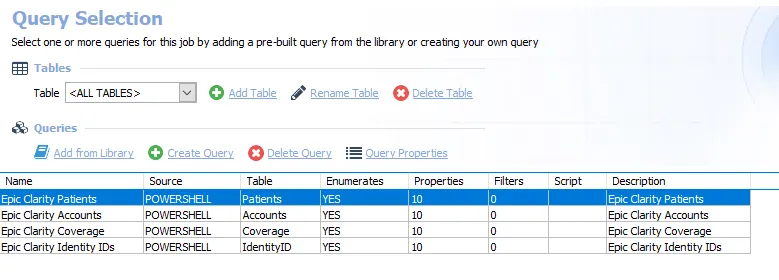 Query Selection
Select one or more queries for this job by adding a pre-built query from the library or creating your own query
Tables
Table <ALL TABLES> Add Table Rename Table Delete Table
Queries
Add from Library Create Query Delete Query Query Properties
Name Source Table Enumerates Properties Filters Script Description
Epic Clarity Patients POWERSHELL Patients YES 10 0 Epic Clarity Patients
Epic Clarity Accounts POWERSHELL Accounts YES 10 0 Epic Clarity Accounts
Epic Clarity Coverage POWERSHELL Coverage YES 10 0 Epic Clarity Coverage
Epic Clarity Identity IDs POWERSHELL IdentityID YES 10 0 Epic Clarity Identity IDs